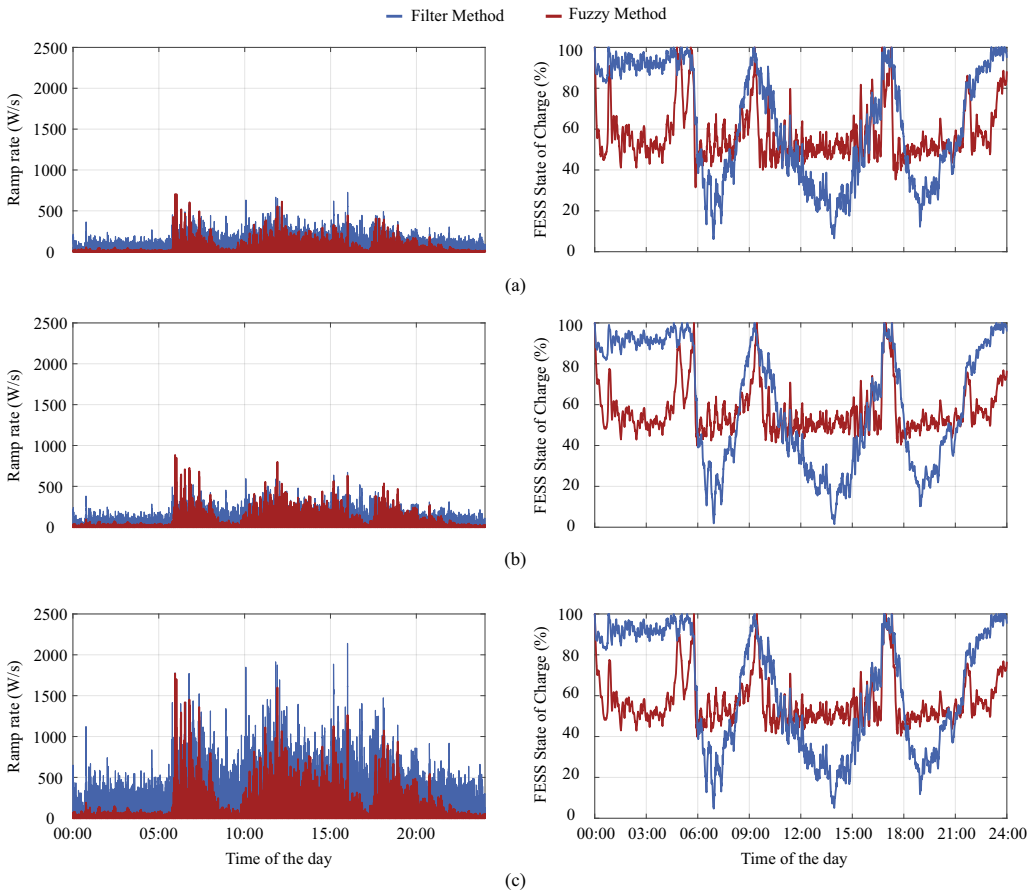 Filter Method Fuzzy Method
2500
2000
1500
1000
500
0
Ramp rate (W/s)
100
80
60
40
20
0
FESS State of Charge (%)
(a)
2500
2000
1500
1000
500
0
Ramp rate (W/s)
100
80
60
40
20
0
FESS State of Charge (%)
(b)
2500
2000
1500
1000
500
0
Ramp rate (W/s)
00:00 05:00 10:00 15:00 20:00
Time of the day
100
80
60
40
20
0
FESS State of Charge (%)
00:00 03:00 06:00 09:00 12:00 15:00 18:00 21:00 24:00
Time of the day
(c)